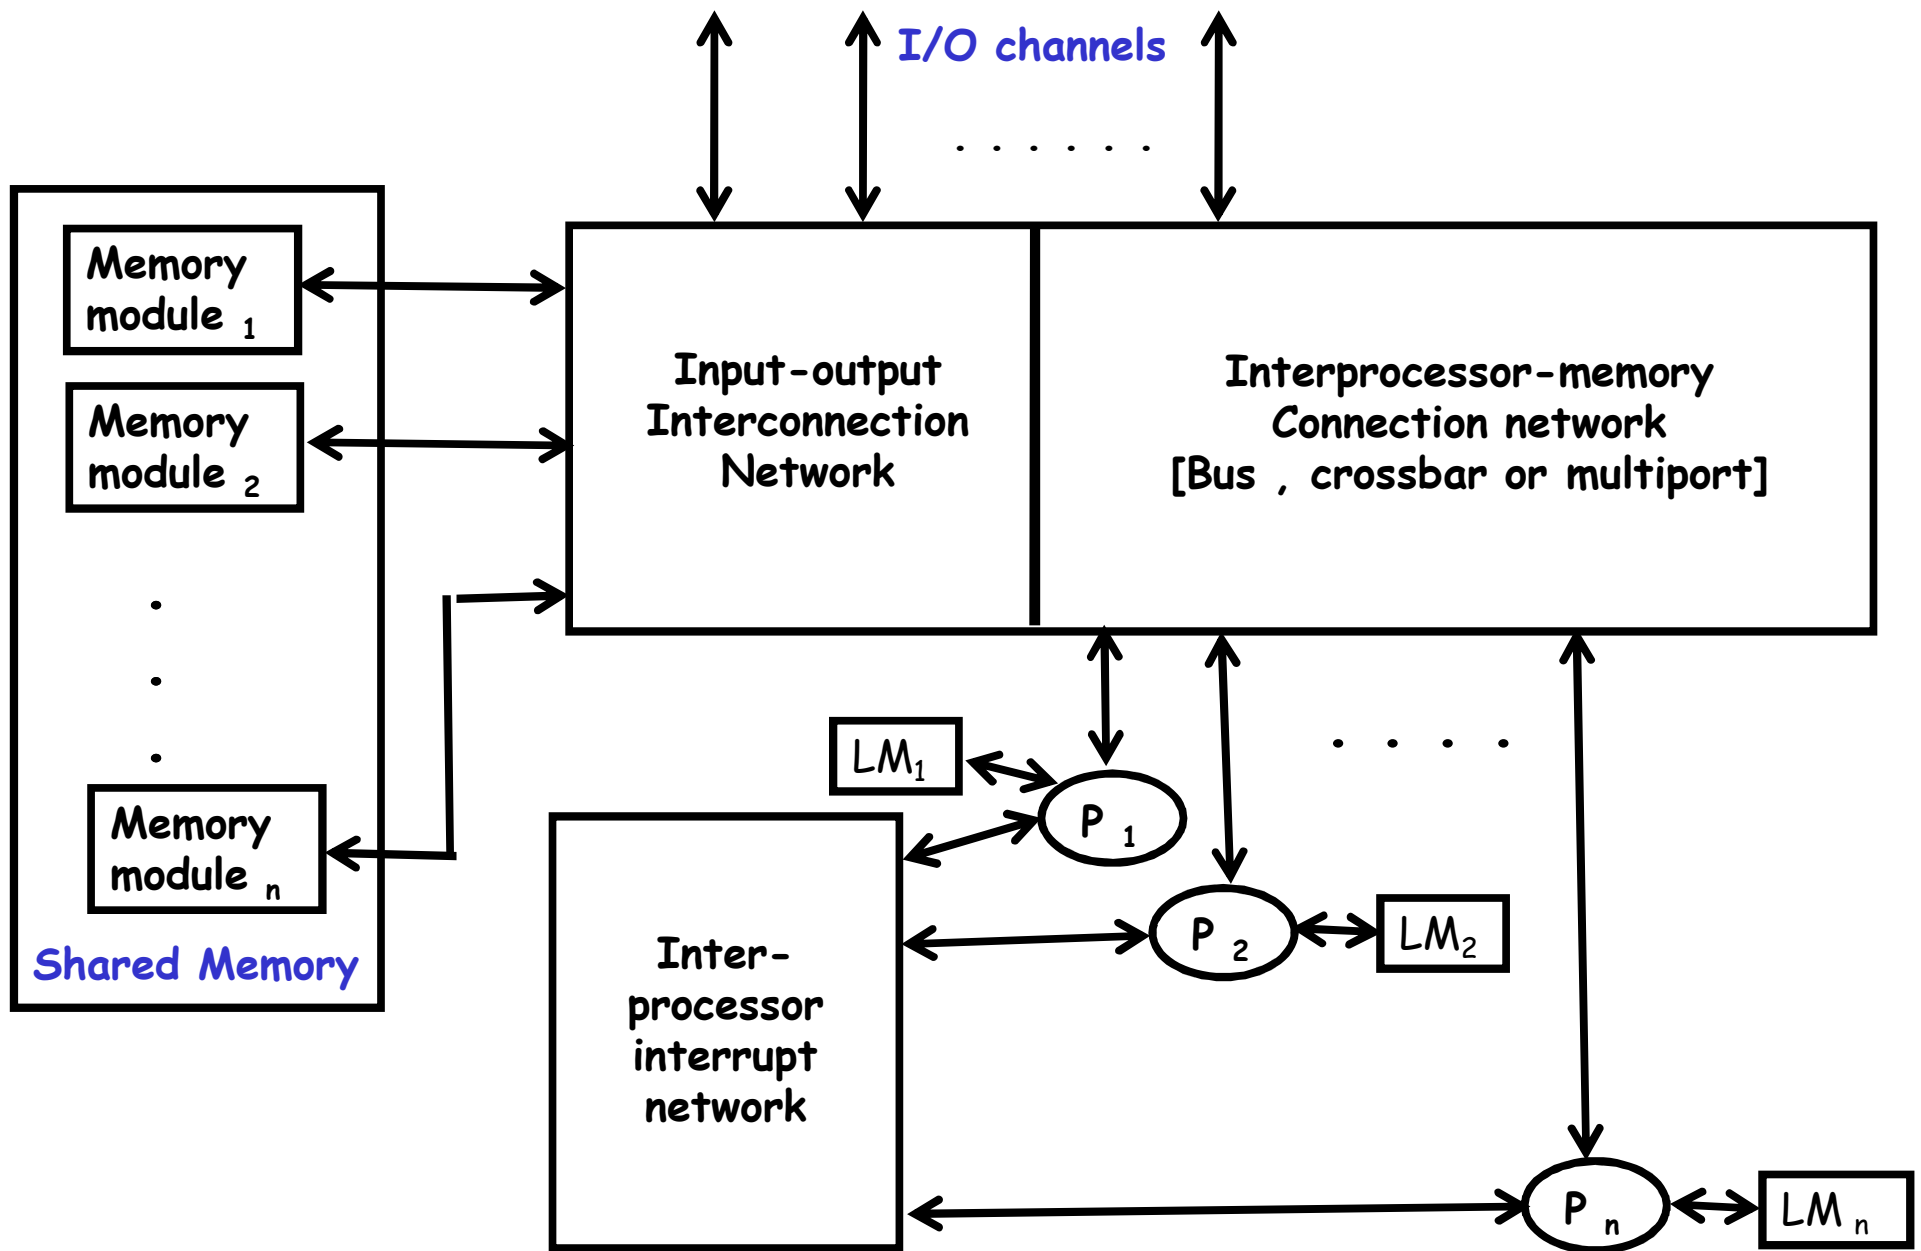 I/O channels
. . . . . .
Memory
module 1
Memory
module 2
.
.
.
Memory
module n
Shared Memory
Input-output
Interconnection
Network
Interprocessor-memory
Connection network
[Bus , crossbar or multiport]
LM1
P 1
. . . .
P 2
LM2
Inter-
processor
interrupt
network
P n
LM n